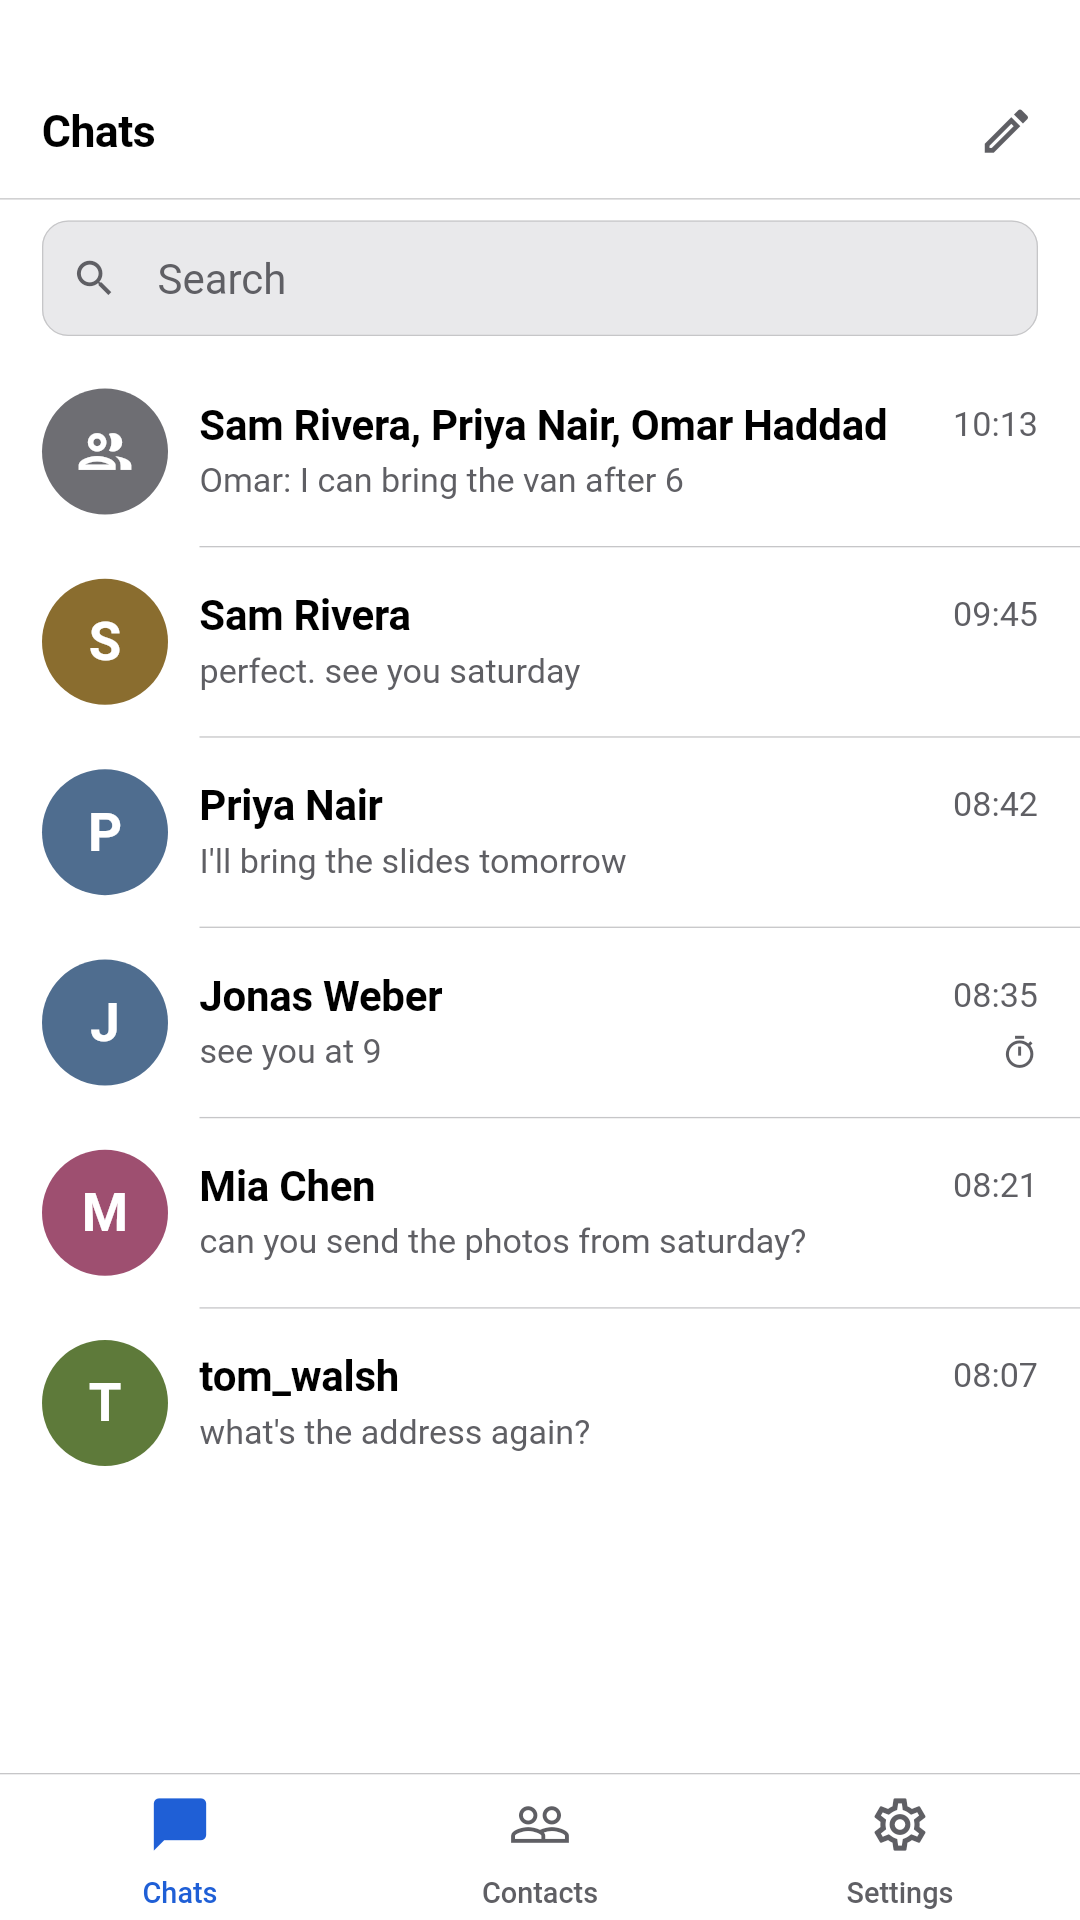 Chats
Search
Sam Rivera, Priya Nair, Omar Haddad 10:13
Omar: I can bring the van after 6
S
Sam Rivera 09:45
perfect. see you saturday
P
Priya Nair 08:42
I'll bring the slides tomorrow
J
Jonas Weber 08:35
see you at 9
M
Mia Chen 08:21
can you send the photos from saturday?
T
tom_walsh 08:07
what's the address again?
Chats Contacts Settings